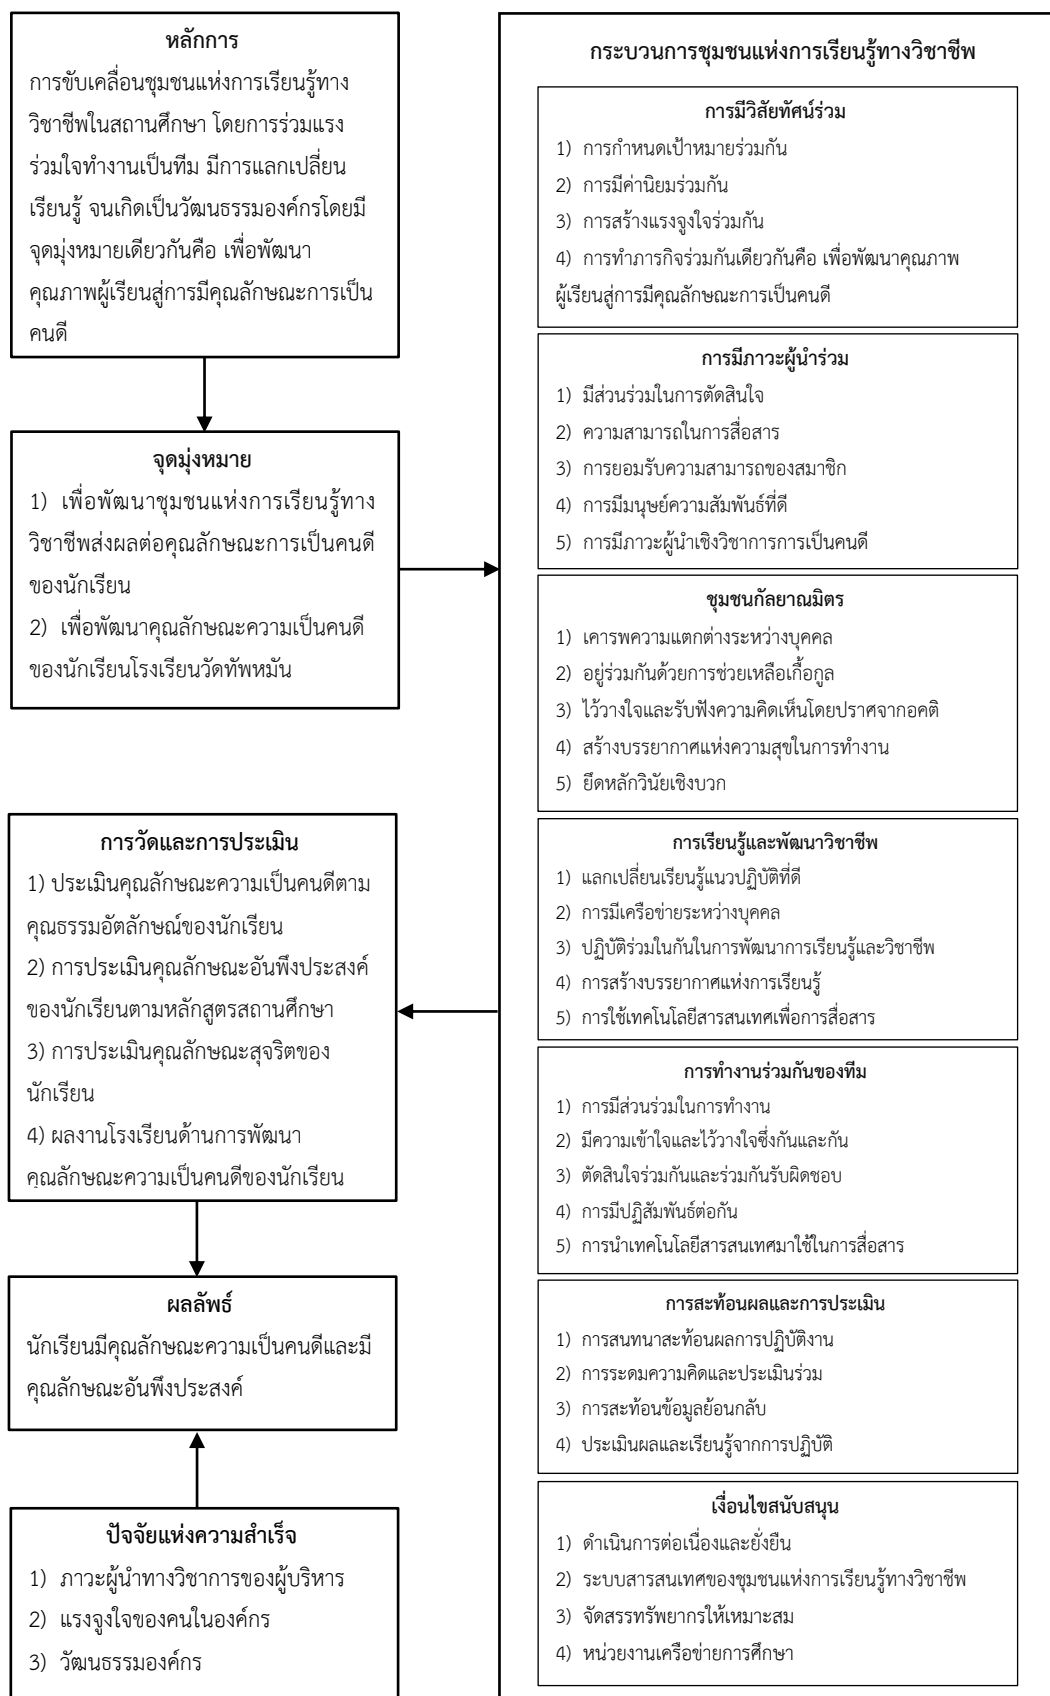 หลักการ
การขับเคลื่อนชุมชนแห่งการเรียนรู้ทาง
วิชาชีพในสถานศึกษา โดยการร่วมแรง
ร่วมใจทำงานเป็นทีม มีการแลกเปลี่ยน
เรียนรู้ จนเกิดเป็นวัฒนธรรมองค์กรโดยมี
จุดมุ่งหมายเดียวกันคือ เพื่อพัฒนา
คุณภาพผู้เรียนสู่การมีคุณลักษณะการเป็น
คนดี
จุดมุ่งหมาย
1) เพื่อพัฒนาชุมชนแห่งการเรียนรู้ทาง
วิชาชีพส่งผลต่อคุณลักษณะการเป็นคนดี
ของนักเรียน
2) เพื่อพัฒนาคุณลักษณะความเป็นคนดี
ของนักเรียนโรงเรียนวัดทัพหมัน
กระบวนการชุมชนแห่งการเรียนรู้ทางวิชาชีพ
การมีวิสัยทัศน์ร่วม
1) การกำหนดเป้าหมายร่วมกัน
2) การมีค่านิยมร่วมกัน
3) การสร้างแรงจูงใจร่วมกัน
4) การทำภารกิจร่วมกันเดียวกันคือ เพื่อพัฒนาคุณภาพ
ผู้เรียนสู่การมีคุณลักษณะการเป็นคนดี
การมีภาวะผู้นำร่วม
1) มีส่วนร่วมในการตัดสินใจ
2) ความสามารถในการสื่อสาร
3) การยอมรับความสามารถของสมาชิก
4) การมีมนุษย์ความสัมพันธ์ที่ดี
5) การมีภาวะผู้นำเชิงวิชาการการเป็นคนดี
ชุมชนกัลยาณมิตร
1) เคารพความแตกต่างระหว่างบุคคล
2) อยู่ร่วมกันด้วยการช่วยเหลือเกื้อกูล
3) ไว้วางใจและรับฟังความคิดเห็นโดยปราศจากอคติ
4) สร้างบรรยากาศแห่งความสุขในการทำงาน
5) ยึดหลักวินัยเชิงบวก
การเรียนรู้และพัฒนาวิชาชีพ
1) แลกเปลี่ยนเรียนรู้แนวปฏิบัติที่ดี
2) การมีเครือข่ายระหว่างบุคคล
3) ปฏิบัติร่วมในกันในการพัฒนาการเรียนรู้และวิชาชีพ
4) การสร้างบรรยากาศแห่งการเรียนรู้
5) การใช้เทคโนโลยีสารสนเทศเพื่อการสื่อสาร
การทำงานร่วมกันของทีม
1) การมีส่วนร่วมในการทำงาน
2) มีความเข้าใจและไว้วางใจซึ่งกันและกัน
3) ตัดสินใจร่วมกันและร่วมกันรับผิดชอบ
4) การมีปฏิสัมพันธ์ต่อกัน
5) การนำเทคโนโลยีสารสนเทศมาใช้ในการสื่อสาร
การสะท้อนผลและการประเมิน
1) การสนทนาสะท้อนผลการปฏิบัติงาน
2) การระดมความคิดและประเมินร่วม
3) การสะท้อนข้อมูลย้อนกลับ
4) ประเมินผลและเรียนรู้จากการปฏิบัติ
เงื่อนไขสนับสนุน
1) ดำเนินการต่อเนื่องและยั่งยืน
2) ระบบสารสนเทศของชุมชนแห่งการเรียนรู้ทางวิชาชีพ
3) จัดสรรทรัพยากรให้เหมาะสม
4) หน่วยงานเครือข่ายการศึกษา
การวัดและการประเมิน
1) ประเมินคุณลักษณะความเป็นคนดีตาม
คุณธรรมอัตลักษณ์ของนักเรียน
2) การประเมินคุณลักษณะอันพึงประสงค์
ของนักเรียนตามหลักสูตรสถานศึกษา
3) การประเมินคุณลักษณะสุจริตของ
นักเรียน
4) ผลงานโรงเรียนด้านการพัฒนา
คุณลักษณะความเป็นคนดีของนักเรียน
ผลลัพธ์
นักเรียนมีคุณลักษณะความเป็นคนดีและมี
คุณลักษณะอันพึงประสงค์
ปัจจัยแห่งความสำเร็จ
1) ภาวะผู้นำทางวิชาการของผู้บริหาร
2) แรงจูงใจของคนในองค์กร
3) วัฒนธรรมองค์กร